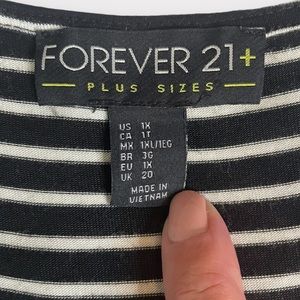 FOREVER 21+
PLUS SIZES
US 1X
CA 1T
MX 1XL/1EG
BR 3G
EU 1X
UK 20
MADE IN
VIETNAM